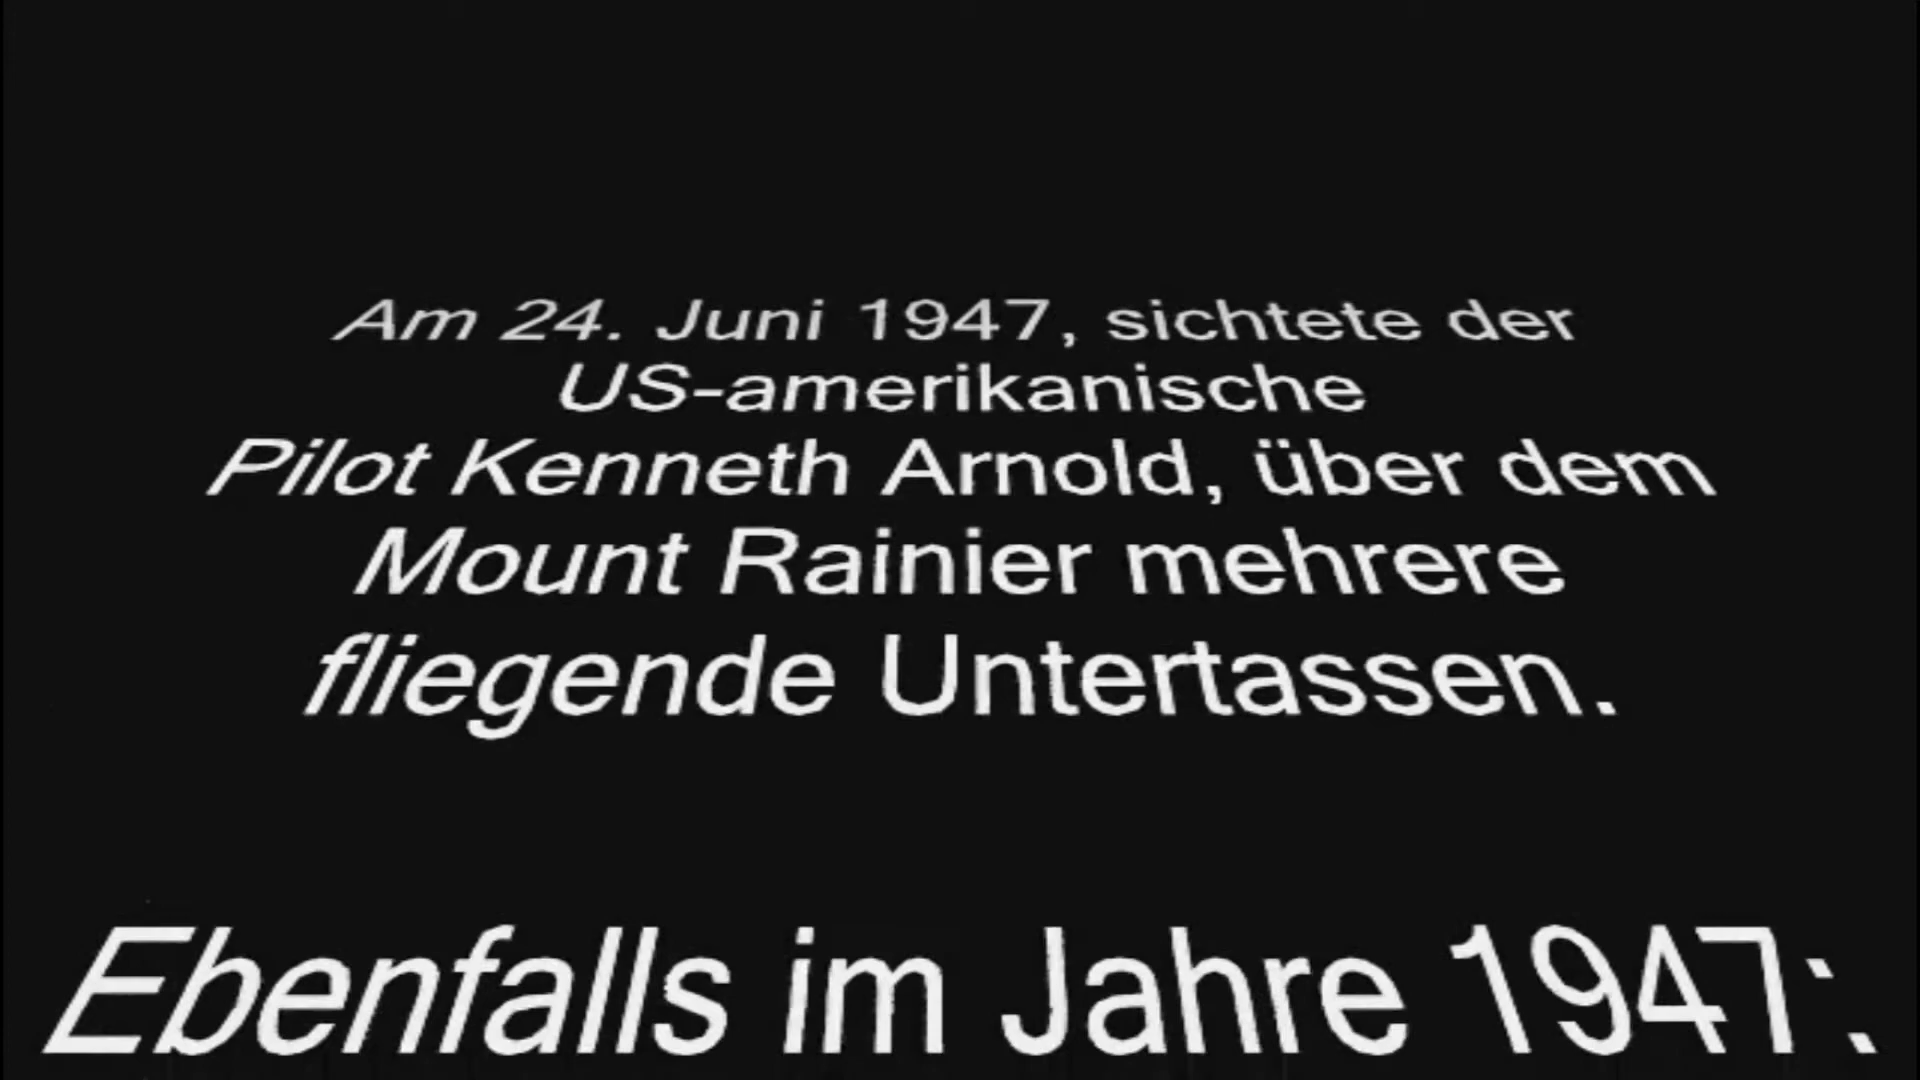 Am 24. Juni 1947, sichtete der
US-amerikanische
Pilot Kenneth Arnold, über dem
Mount Rainier mehrere
fliegende Untertassen.
Ebenfalls im Jahre 1947: